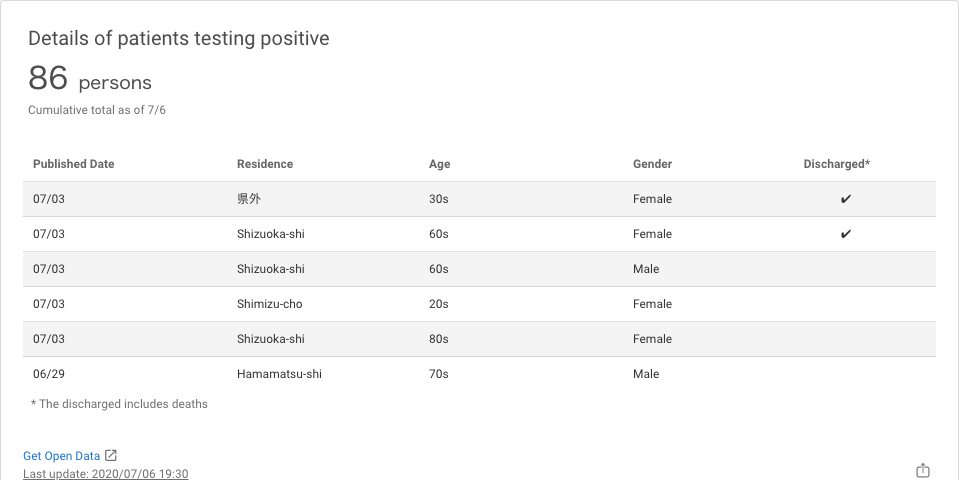 Details of patients testing positive
86 persons
Cumulative total as of 7/6
Published Date Residence Age Gender Discharged*
07/03 県外 30s Female ✔
07/03 Shizuoka-shi 60s Female ✔
07/03 Shizuoka-shi 60s Male
07/03 Shimizu-cho 20s Female
07/03 Shizuoka-shi 80s Female
06/29 Hamamatsu-shi 70s Male
* The discharged includes deaths
Get Open Data
Last update: 2020/07/06 19:30